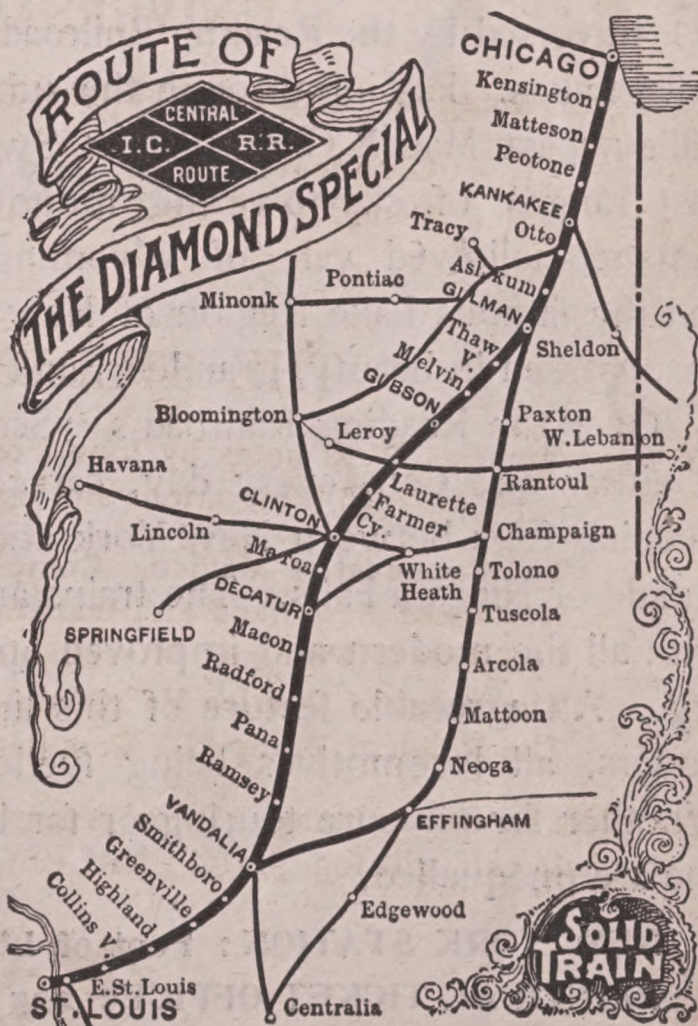 ROUTE OF
CENTRAL
I.C. R.R.
ROUTE.
THE DIAMOND SPECIAL
CHICAGO
Kensington
Matteson
Peotone
KANKAKEE
Otto
Tracy
Ashkum
Pontiac
Minonk
GILMAN
Thaw
V.
Sheldon
Melvin
GIBSON
Bloomington
Leroy
Paxton
W. Lebanon
Havana
Laurette
Rantoul
CLINTON
Farmer
Cy.
Lincoln
Champaign
Maroa
White
Heath
Tolono
DECATUR
SPRINGFIELD
Macon
Tuscola
Radford
Arcola
Pana
Mattoon
Ramsey
Neoga
VANDALIA
EFFINGHAM
Smithboro
Greenville
Highland
Collins V.
Edgewood
E. St. Louis
ST. LOUIS
Centralia
SOLID
TRAIN